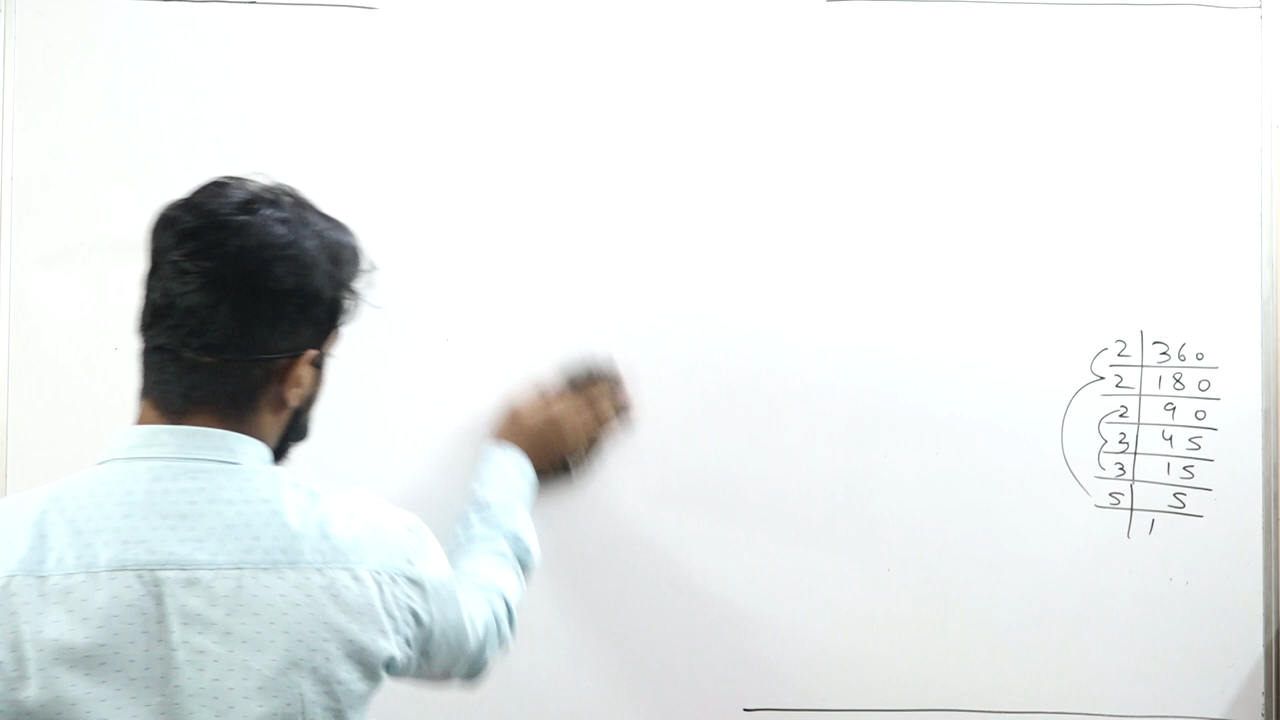 2 | 360
2 | 180
2 | 90
3 | 45
3 | 15
5 | 5
| 1